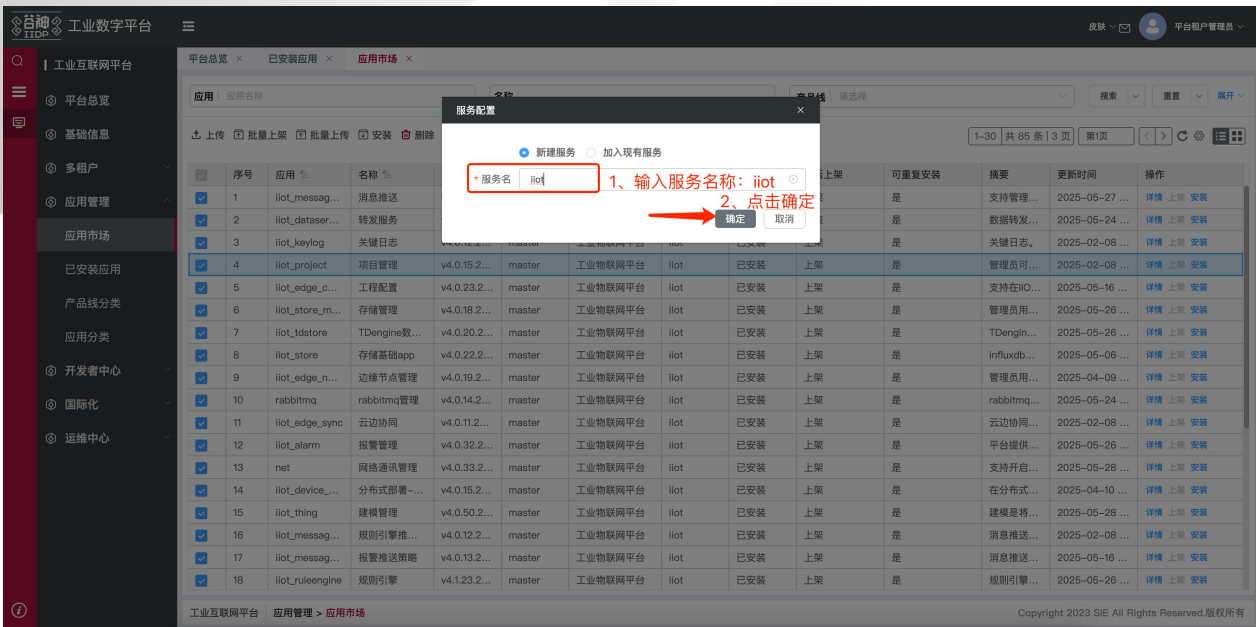 谷神 IIDP 工业数字平台 皮肤 平台租户管理员
工业互联网平台 平台总览 × 已安装应用 × 应用市场 ×
平台总览
基础信息
多租户
应用管理
应用市场
已安装应用
产品线分类
应用分类
开发者中心
国际化
运维中心
应用 应用名称 名称 产品线 请选择 搜索 重置 展开
上传 批量上架 批量上传 安装 删除 1-30 共 85 条 3 页 第1页
服务配置 ×
新建服务 加入现有服务
* 服务名 iiot
1、输入服务名称：iiot
2、点击确定
确定 取消
序号 应用 名称 上架 可重复安装 摘要 更新时间 操作
1 iiot_messag... 消息推送 是 支持管理... 2025-05-27 ... 详情 上架 安装
2 iiot_dataser... 转发服务 是 数据转发... 2025-05-24 ... 详情 上架 安装
3 iiot_keylog 关键日志 v4.0.12.2... master 工业物联网平台 iiot 已安装 上架 是 关键日志。 2025-02-08 ... 详情 上架 安装
4 iiot_project 项目管理 v4.0.15.2... master 工业物联网平台 iiot 已安装 上架 是 管理员可... 2025-02-08 ... 详情 上架 安装
5 iiot_edge_c... 工程配置 v4.0.23.2... master 工业物联网平台 iiot 已安装 上架 是 支持在IIO... 2025-05-16 ... 详情 上架 安装
6 iiot_store_m... 存储管理 v4.0.18.2... master 工业物联网平台 iiot 已安装 上架 是 管理员用... 2025-05-26 ... 详情 上架 安装
7 iiot_tdstore TDengine数... v4.0.20.2... master 工业物联网平台 iiot 已安装 上架 是 TDengin... 2025-05-26 ... 详情 上架 安装
8 iiot_store 存储基础app v4.0.22.2... master 工业物联网平台 iiot 已安装 上架 是 influxdb... 2025-05-06 ... 详情 上架 安装
9 iiot_edge_n... 边缘节点管理 v4.0.19.2... master 工业物联网平台 iiot 已安装 上架 是 管理员用... 2025-04-09 ... 详情 上架 安装
10 rabbitmq rabbitmq管理 v4.0.14.2... master 工业物联网平台 iiot 已安装 上架 是 rabbitmq... 2025-05-24 ... 详情 上架 安装
11 iiot_edge_sync 云边协同 v4.0.11.2... master 工业物联网平台 iiot 已安装 上架 是 云边协同... 2025-02-08 ... 详情 上架 安装
12 iiot_alarm 报警管理 v4.0.32.2... master 工业物联网平台 iiot 已安装 上架 是 平台提供... 2025-05-28 ... 详情 上架 安装
13 net 网络通讯管理 v4.0.33.2... master 工业物联网平台 iiot 已安装 上架 是 支持开启... 2025-05-28 ... 详情 上架 安装
14 iiot_device_... 分布式部署-... v4.0.15.2... master 工业物联网平台 iiot 已安装 上架 是 在分布式... 2025-04-10 ... 详情 上架 安装
15 iiot_thing 建模管理 v4.0.50.2... master 工业物联网平台 iiot 已安装 上架 是 建模是将... 2025-05-28 ... 详情 上架 安装
16 iiot_messag... 规则引擎推... v4.0.12.2... master 工业物联网平台 iiot 已安装 上架 是 消息推送... 2025-02-08 ... 详情 上架 安装
17 iiot_messag... 报警推送策略 v4.0.13.2... master 工业物联网平台 iiot 已安装 上架 是 消息推送... 2025-05-16 ... 详情 上架 安装
18 iiot_ruleengine 规则引擎 v4.1.23.2... master 工业物联网平台 iiot 已安装 上架 是 规则引擎... 2025-05-26 ... 详情 上架 安装
工业互联网平台 应用管理 > 应用市场 Copyright 2023 SIE All Rights Reserved.版权所有